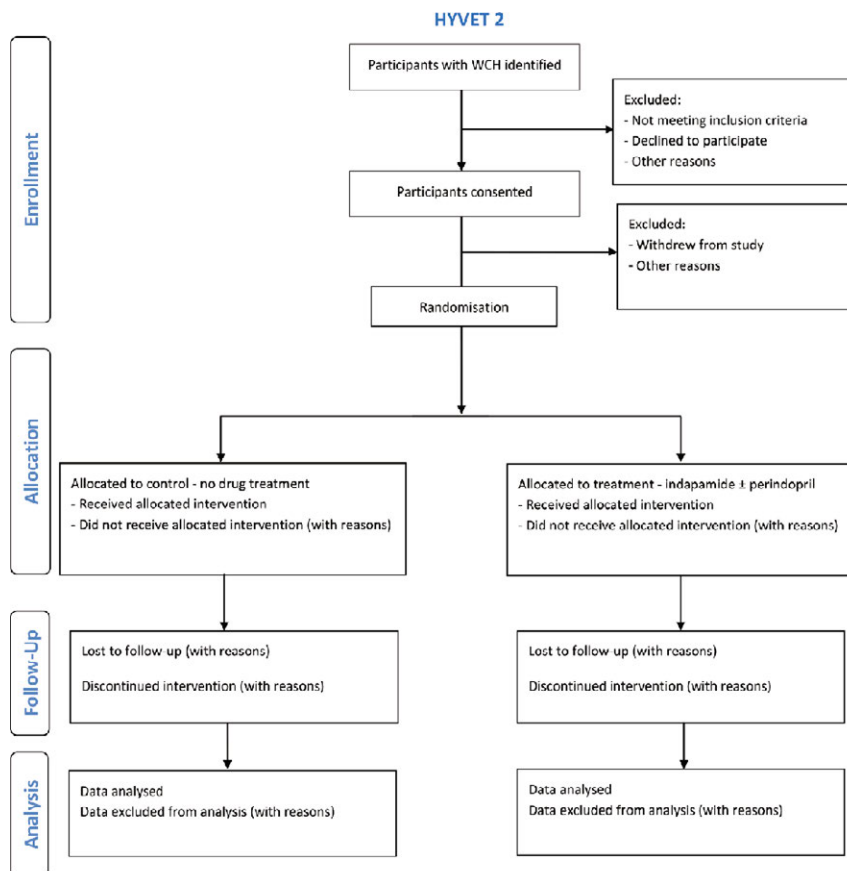 HYVET 2
Enrollment
Participants with WCH identified
Excluded:
- Not meeting inclusion criteria
- Declined to participate
- Other reasons
Participants consented
Excluded:
- Withdrew from study
- Other reasons
Randomisation
Allocation
Allocated to control - no drug treatment
- Received allocated intervention
- Did not receive allocated intervention (with reasons)
Allocated to treatment - indapamide ± perindopril
- Received allocated intervention
- Did not receive allocated intervention (with reasons)
Follow-Up
Lost to follow-up (with reasons)
Discontinued intervention (with reasons)
Lost to follow-up (with reasons)
Discontinued intervention (with reasons)
Analysis
Data analysed
Data excluded from analysis (with reasons)
Data analysed
Data excluded from analysis (with reasons)